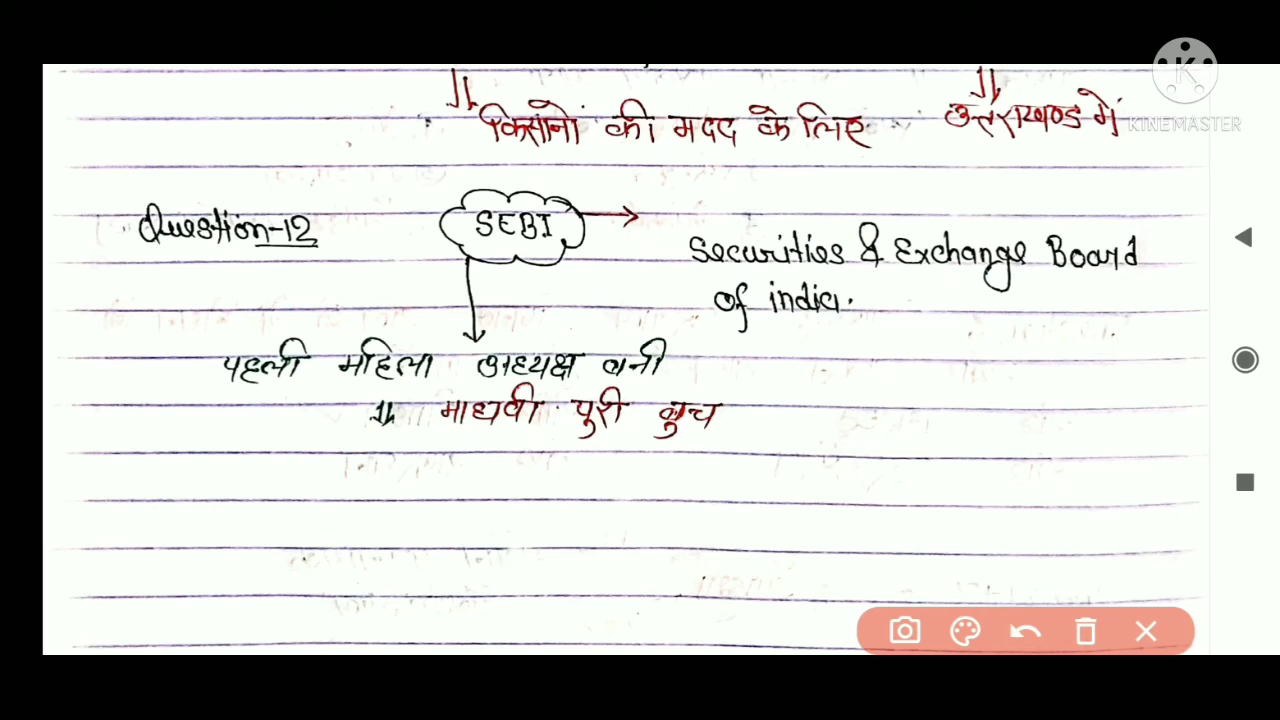 किसानों की मदद के लिए उत्तराखण्ड में
KINEMASTER
Question-12 SEBI
Securities & Exchange Board
of india.
पहली महिला अध्यक्ष बनी
माधवी पुरी बुच